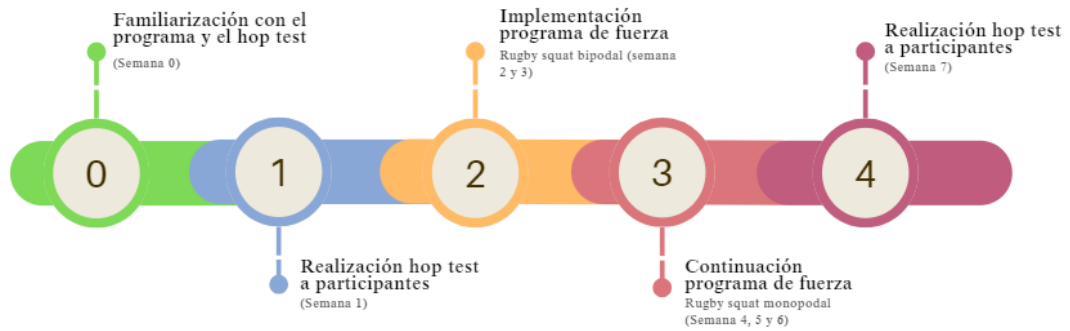 Familiarización con el
programa y el hop test
(Semana 0)
0
1
Realización hop test
a participantes
(Semana 1)
Implementación
programa de fuerza
Rugby squat bipodal (semana
2 y 3)
2
3
Continuación
programa de fuerza
Rugby squat monopodal
(Semana 4, 5 y 6)
Realización hop test
a participantes
(Semana 7)
4